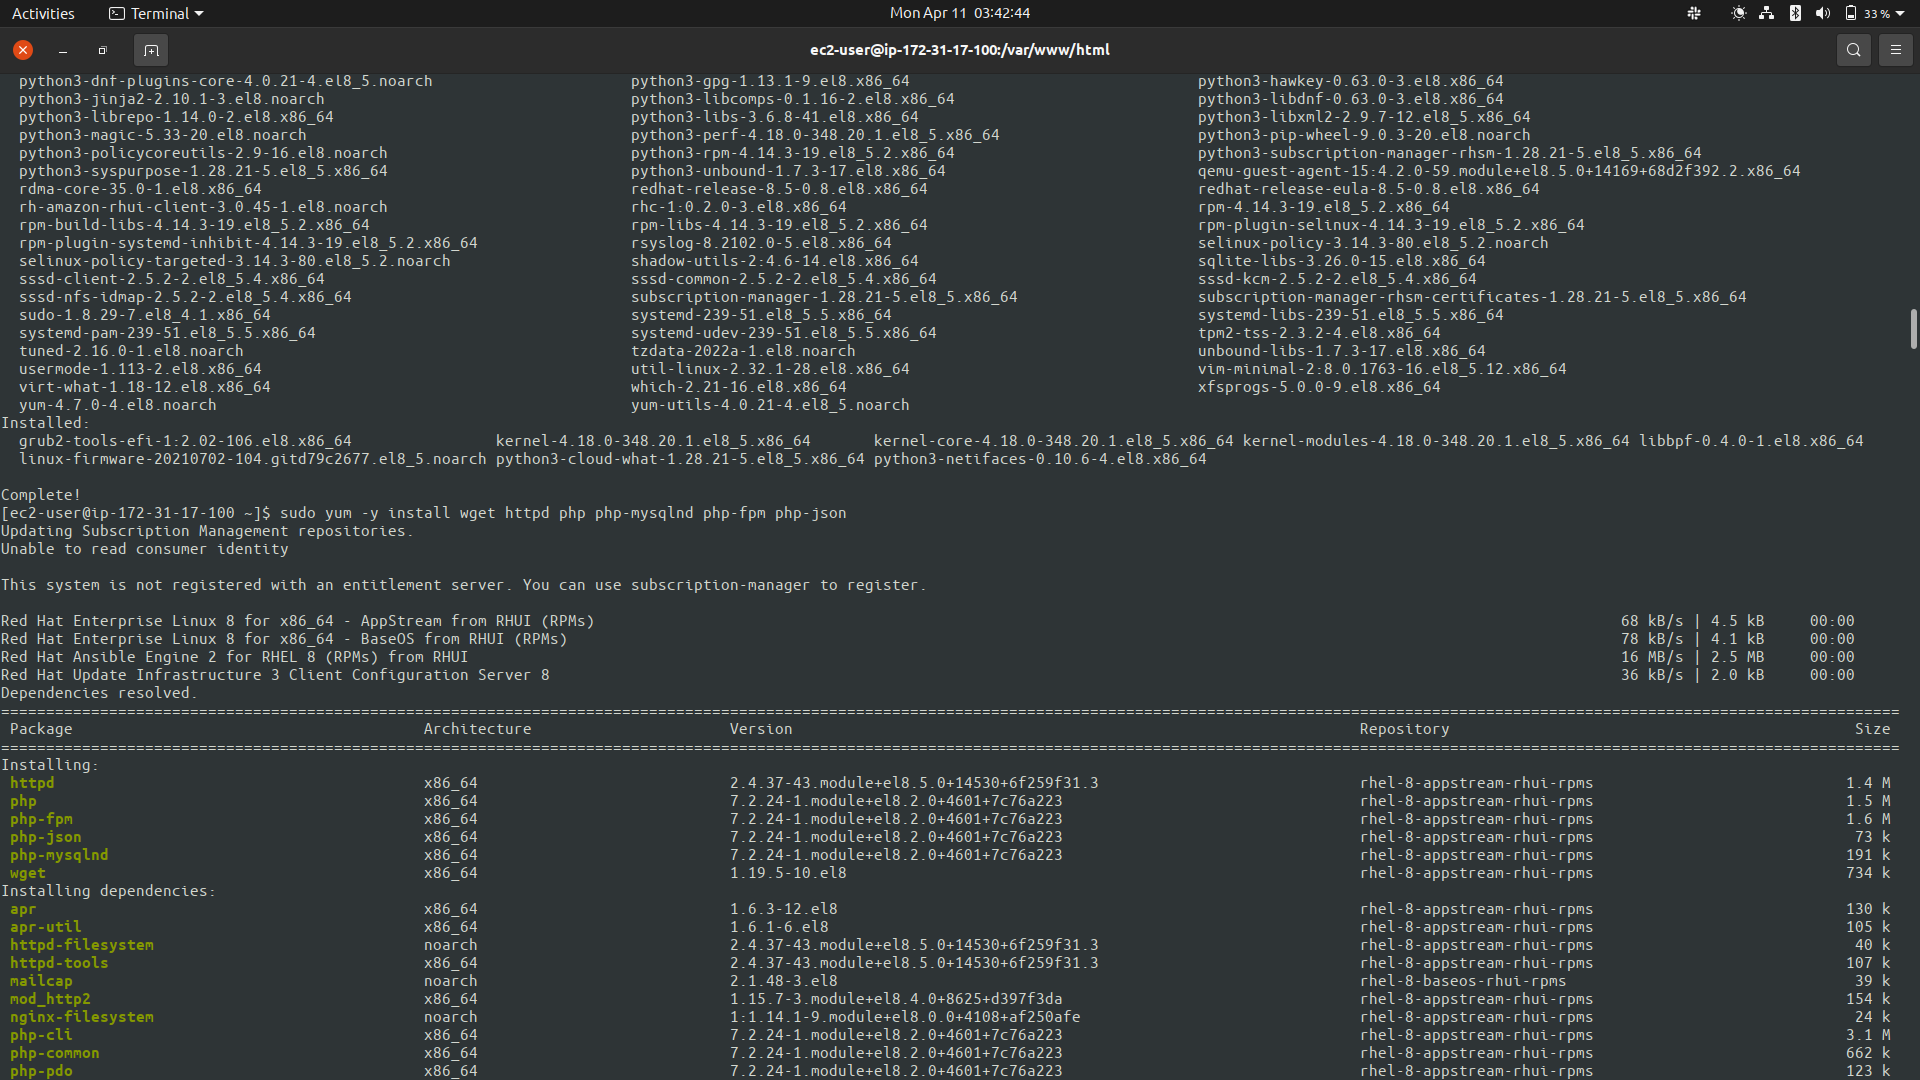 Activities Terminal Mon Apr 11 03:42:44 33 %
ec2-user@ip-172-31-17-100:/var/www/html
python3-dnf-plugins-core-4.0.21-4.el8_5.noarch python3-gpg-1.13.1-9.el8.x86_64 python3-hawkey-0.63.0-3.el8.x86_64
python3-jinja2-2.10.1-3.el8.noarch python3-libcomps-0.1.16-2.el8.x86_64 python3-libdnf-0.63.0-3.el8.x86_64
python3-librepo-1.14.0-2.el8.x86_64 python3-libs-3.6.8-41.el8.x86_64 python3-libxml2-2.9.7-12.el8_5.x86_64
python3-magic-5.33-20.el8.noarch python3-perf-4.18.0-348.20.1.el8_5.x86_64 python3-pip-wheel-9.0.3-20.el8.noarch
python3-policycoreutils-2.9-16.el8.noarch python3-rpm-4.14.3-19.el8_5.2.x86_64 python3-subscription-manager-rhsm-1.28.21-5.el8_5.x86_64
python3-syspurpose-1.28.21-5.el8_5.x86_64 python3-unbound-1.7.3-17.el8.x86_64 qemu-guest-agent-15:4.2.0-59.module+el8.5.0+14169+68d2f392.2.x86_64
rdma-core-35.0-1.el8.x86_64 redhat-release-8.5-0.8.el8.x86_64 redhat-release-eula-8.5-0.8.el8.x86_64
rh-amazon-rhui-client-3.0.45-1.el8.noarch rhc-1:0.2.0-3.el8.x86_64 rpm-4.14.3-19.el8_5.2.x86_64
rpm-build-libs-4.14.3-19.el8_5.2.x86_64 rpm-libs-4.14.3-19.el8_5.2.x86_64 rpm-plugin-selinux-4.14.3-19.el8_5.2.x86_64
rpm-plugin-systemd-inhibit-4.14.3-19.el8_5.2.x86_64 rsyslog-8.2102.0-5.el8.x86_64 selinux-policy-3.14.3-80.el8_5.2.noarch
selinux-policy-targeted-3.14.3-80.el8_5.2.noarch shadow-utils-2:4.6-14.el8.x86_64 sqlite-libs-3.26.0-15.el8.x86_64
sssd-client-2.5.2-2.el8_5.4.x86_64 sssd-common-2.5.2-2.el8_5.4.x86_64 sssd-kcm-2.5.2-2.el8_5.4.x86_64
sssd-nfs-idmap-2.5.2-2.el8_5.4.x86_64 subscription-manager-1.28.21-5.el8_5.x86_64 subscription-manager-rhsm-certificates-1.28.21-5.el8_5.x86_64
sudo-1.8.29-7.el8_4.1.x86_64 systemd-239-51.el8_5.5.x86_64 systemd-libs-239-51.el8_5.5.x86_64
systemd-pam-239-51.el8_5.5.x86_64 systemd-udev-239-51.el8_5.5.x86_64 tpm2-tss-2.3.2-4.el8.x86_64
tuned-2.16.0-1.el8.noarch tzdata-2022a-1.el8.noarch unbound-libs-1.7.3-17.el8.x86_64
usermode-1.113-2.el8.x86_64 util-linux-2.32.1-28.el8.x86_64 vim-minimal-2:8.0.1763-16.el8_5.12.x86_64
virt-what-1.18-12.el8.x86_64 which-2.21-16.el8.x86_64 xfsprogs-5.0.0-9.el8.x86_64
yum-4.7.0-4.el8.noarch yum-utils-4.0.21-4.el8_5.noarch
Installed:
grub2-tools-efi-1:2.02-106.el8.x86_64 kernel-4.18.0-348.20.1.el8_5.x86_64 kernel-core-4.18.0-348.20.1.el8_5.x86_64 kernel-modules-4.18.0-348.20.1.el8_5.x86_64 libbpf-0.4.0-1.el8.x86_64
linux-firmware-20210702-104.gitd79c2677.el8_5.noarch python3-cloud-what-1.28.21-5.el8_5.x86_64 python3-netifaces-0.10.6-4.el8.x86_64
Complete!
[ec2-user@ip-172-31-17-100 ~]$ sudo yum -y install wget httpd php php-mysqlnd php-fpm php-json
Updating Subscription Management repositories.
Unable to read consumer identity
This system is not registered with an entitlement server. You can use subscription-manager to register.
Red Hat Enterprise Linux 8 for x86_64 - AppStream from RHUI (RPMs) 68 kB/s | 4.5 kB 00:00
Red Hat Enterprise Linux 8 for x86_64 - BaseOS from RHUI (RPMs) 78 kB/s | 4.1 kB 00:00
Red Hat Ansible Engine 2 for RHEL 8 (RPMs) from RHUI 16 MB/s | 2.5 MB 00:00
Red Hat Update Infrastructure 3 Client Configuration Server 8 36 kB/s | 2.0 kB 00:00
Dependencies resolved.
Package Architecture Version Repository Size
Installing:
httpd x86_64 2.4.37-43.module+el8.5.0+14530+6f259f31.3 rhel-8-appstream-rhui-rpms 1.4 M
php x86_64 7.2.24-1.module+el8.2.0+4601+7c76a223 rhel-8-appstream-rhui-rpms 1.5 M
php-fpm x86_64 7.2.24-1.module+el8.2.0+4601+7c76a223 rhel-8-appstream-rhui-rpms 1.6 M
php-json x86_64 7.2.24-1.module+el8.2.0+4601+7c76a223 rhel-8-appstream-rhui-rpms 73 k
php-mysqlnd x86_64 7.2.24-1.module+el8.2.0+4601+7c76a223 rhel-8-appstream-rhui-rpms 191 k
wget x86_64 1.19.5-10.el8 rhel-8-appstream-rhui-rpms 734 k
Installing dependencies:
apr x86_64 1.6.3-12.el8 rhel-8-appstream-rhui-rpms 130 k
apr-util x86_64 1.6.1-6.el8 rhel-8-appstream-rhui-rpms 105 k
httpd-filesystem noarch 2.4.37-43.module+el8.5.0+14530+6f259f31.3 rhel-8-appstream-rhui-rpms 40 k
httpd-tools x86_64 2.4.37-43.module+el8.5.0+14530+6f259f31.3 rhel-8-appstream-rhui-rpms 107 k
mailcap noarch 2.1.48-3.el8 rhel-8-baseos-rhui-rpms 39 k
mod_http2 x86_64 1.15.7-3.module+el8.4.0+8625+d397f3da rhel-8-appstream-rhui-rpms 154 k
nginx-filesystem noarch 1:1.14.1-9.module+el8.0.0+4108+af250afe rhel-8-appstream-rhui-rpms 24 k
php-cli x86_64 7.2.24-1.module+el8.2.0+4601+7c76a223 rhel-8-appstream-rhui-rpms 3.1 M
php-common x86_64 7.2.24-1.module+el8.2.0+4601+7c76a223 rhel-8-appstream-rhui-rpms 662 k
php-pdo x86_64 7.2.24-1.module+el8.2.0+4601+7c76a223 rhel-8-appstream-rhui-rpms 123 k